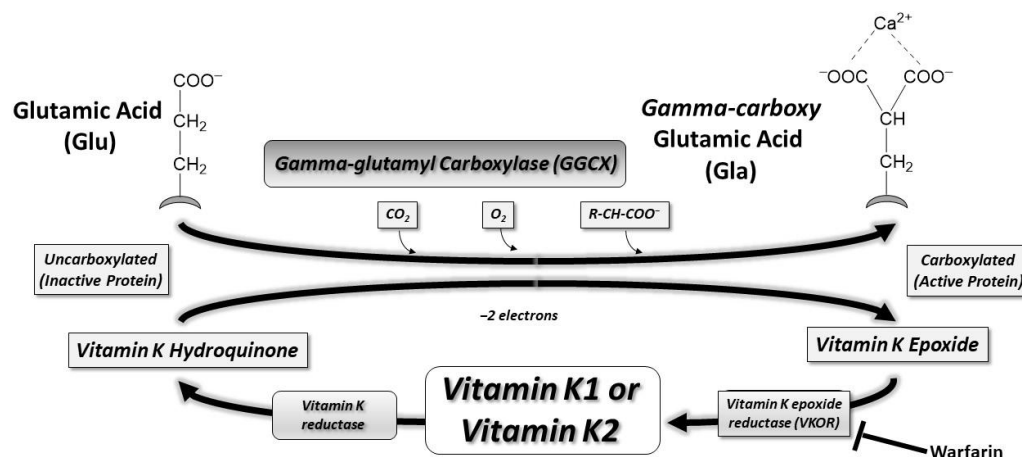 Ca²⁺
COO⁻
⁻OOC
COO⁻
Glutamic Acid
(Glu)
CH₂
CH₂
Gamma-carboxy
Glutamic Acid
(Gla)
CH
CH₂
Gamma-glutamyl Carboxylase (GGCX)
CO₂
O₂
R-CH-COO⁻
Uncarboxylated
(Inactive Protein)
Carboxylated
(Active Protein)
−2 electrons
Vitamin K Hydroquinone
Vitamin K Epoxide
Vitamin K
reductase
Vitamin K1 or
Vitamin K2
Vitamin K epoxide
reductase (VKOR)
Warfarin